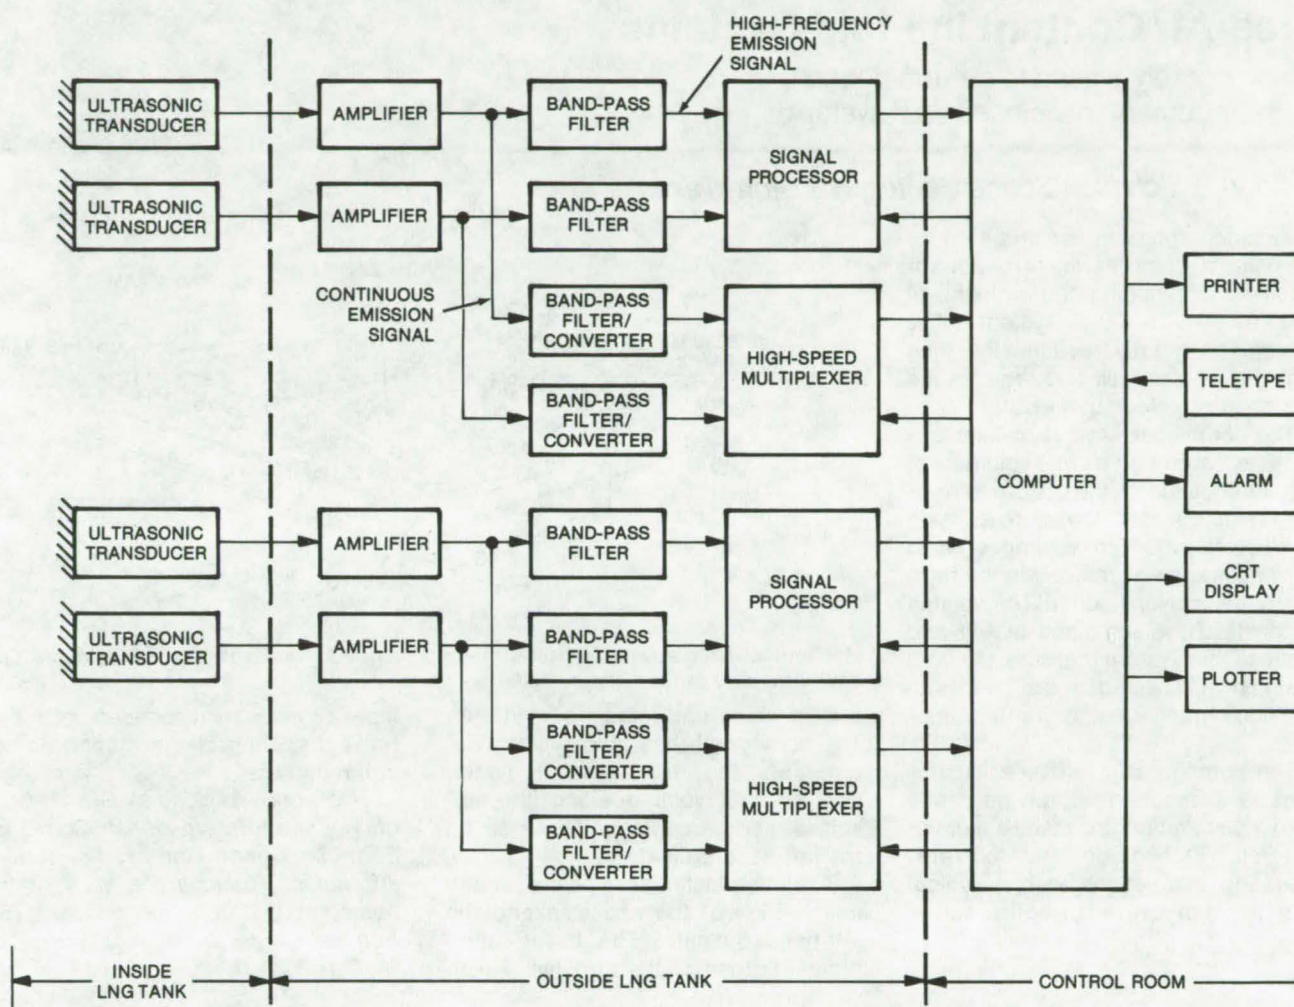 HIGH-FREQUENCY
EMISSION
SIGNAL
ULTRASONIC
TRANSDUCER
AMPLIFIER
BAND-PASS
FILTER
SIGNAL
PROCESSOR
ULTRASONIC
TRANSDUCER
AMPLIFIER
BAND-PASS
FILTER
CONTINUOUS
EMISSION
SIGNAL
BAND-PASS
FILTER/
CONVERTER
HIGH-SPEED
MULTIPLEXER
BAND-PASS
FILTER/
CONVERTER
COMPUTER
PRINTER
TELETYPE
ALARM
CRT
DISPLAY
PLOTTER
ULTRASONIC
TRANSDUCER
AMPLIFIER
BAND-PASS
FILTER
SIGNAL
PROCESSOR
ULTRASONIC
TRANSDUCER
AMPLIFIER
BAND-PASS
FILTER
BAND-PASS
FILTER/
CONVERTER
HIGH-SPEED
MULTIPLEXER
BAND-PASS
FILTER/
CONVERTER
INSIDE
LNG TANK
OUTSIDE LNG TANK
CONTROL ROOM